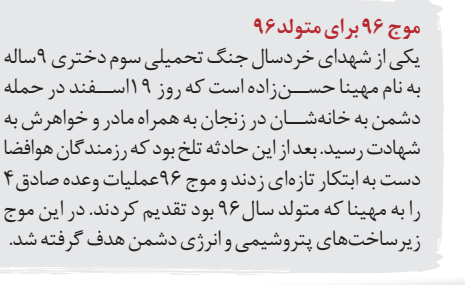 موج ۹۶ برای متولد ۹۶
یکی از شهدای خردسال جنگ تحمیلی سوم دختری ۹ساله
به نام مهینا حسن‌زاده است که روز ۱۹اسفند در حمله
دشمن به خانه‌شان در زنجان به همراه مادر و خواهرش به
شهادت رسید. بعد از این حادثه تلخ بود که رزمندگان هوافضا
دست به ابتکار تازه‌ای زدند و موج ۹۶عملیات وعده صادق۴
را به مهینا که متولد سال ۹۶ بود تقدیم کردند. در این موج
زیرساخت‌های پتروشیمی و انرژی دشمن هدف گرفته شد.